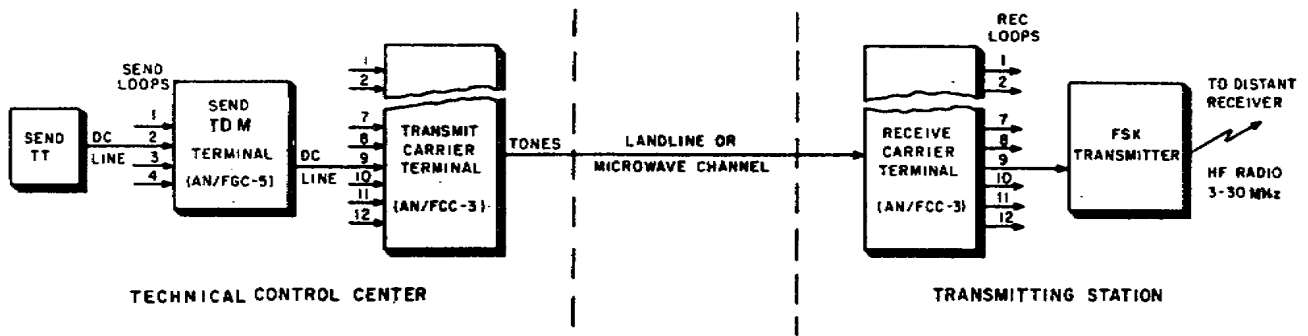 SEND
TT
DC
LINE
SEND
LOOPS
1
2
3
4
SEND
TDM
TERMINAL
(AN/FGC-5)
DC
LINE
1
2
7
8
9
10
11
12
TRANSMIT
CARRIER
TERMINAL
(AN/FCC-3)
TONES
LANDLINE OR
MICROWAVE CHANNEL
RECEIVE
CARRIER
TERMINAL
(AN/FCC-3)
REC
LOOPS
1
2
7
8
9
10
11
12
FSK
TRANSMITTER
TO DISTANT
RECEIVER
HF RADIO
3-30 MHz
TECHNICAL CONTROL CENTER
TRANSMITTING STATION